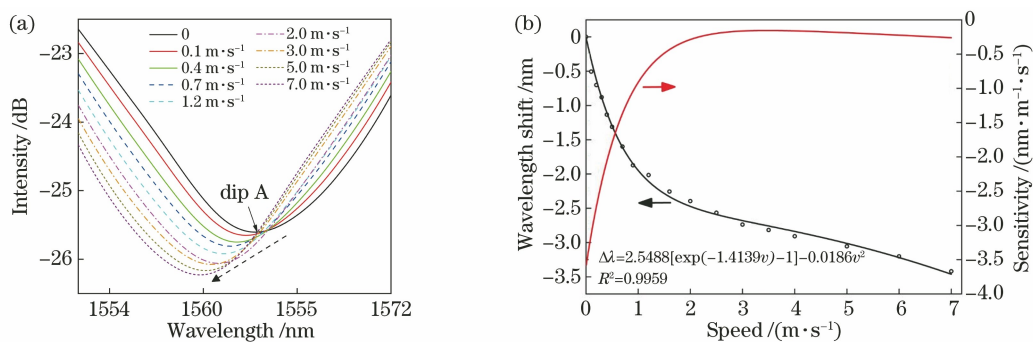 (a)
0
0.1 m·s⁻¹
0.4 m·s⁻¹
0.7 m·s⁻¹
1.2 m·s⁻¹
2.0 m·s⁻¹
3.0 m·s⁻¹
5.0 m·s⁻¹
7.0 m·s⁻¹
Intensity /dB
−23
−24
−25
−26
dip A
1554
1560
1555
1572
Wavelength /nm
(b)
Wavelength shift /nm
0
−0.5
−1.0
−1.5
−2.0
−2.5
−3.0
−3.5
Δλ=2.5488[exp(−1.4139v)−1]−0.0186v²
R²=0.9959
0
1
2
3
4
5
6
7
Speed /(m·s⁻¹)
0
−0.5
−1.0
−1.5
−2.0
−2.5
−3.0
−3.5
−4.0
Sensitivity /(nm·m⁻¹·s⁻¹)